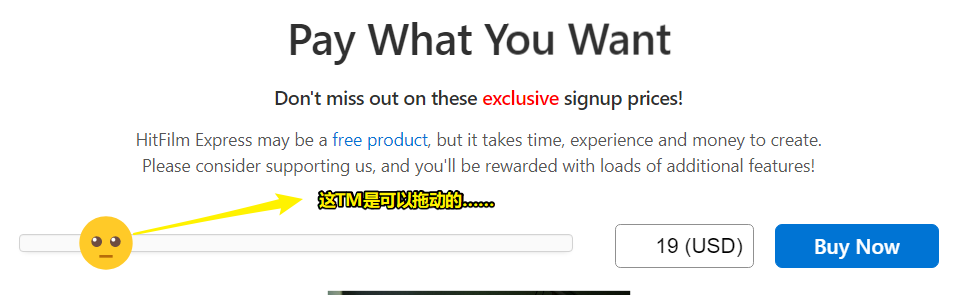 Pay What You Want
Don't miss out on these exclusive signup prices!
HitFilm Express may be a free product, but it takes time, experience and money to create.
Please consider supporting us, and you'll be rewarded with loads of additional features!
这TM是可以拖动的......
19 (USD)
Buy Now